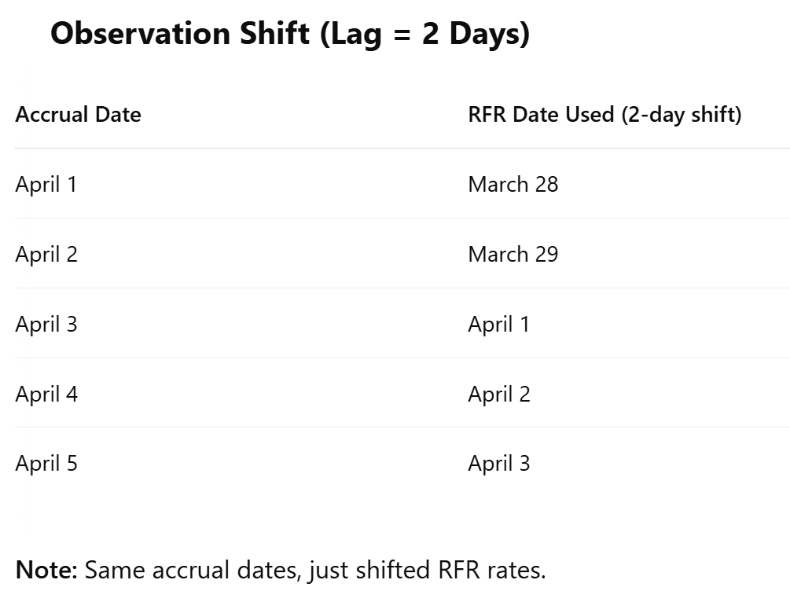 Observation Shift (Lag = 2 Days)
Accrual Date RFR Date Used (2-day shift)
April 1 March 28
April 2 March 29
April 3 April 1
April 4 April 2
April 5 April 3
Note: Same accrual dates, just shifted RFR rates.